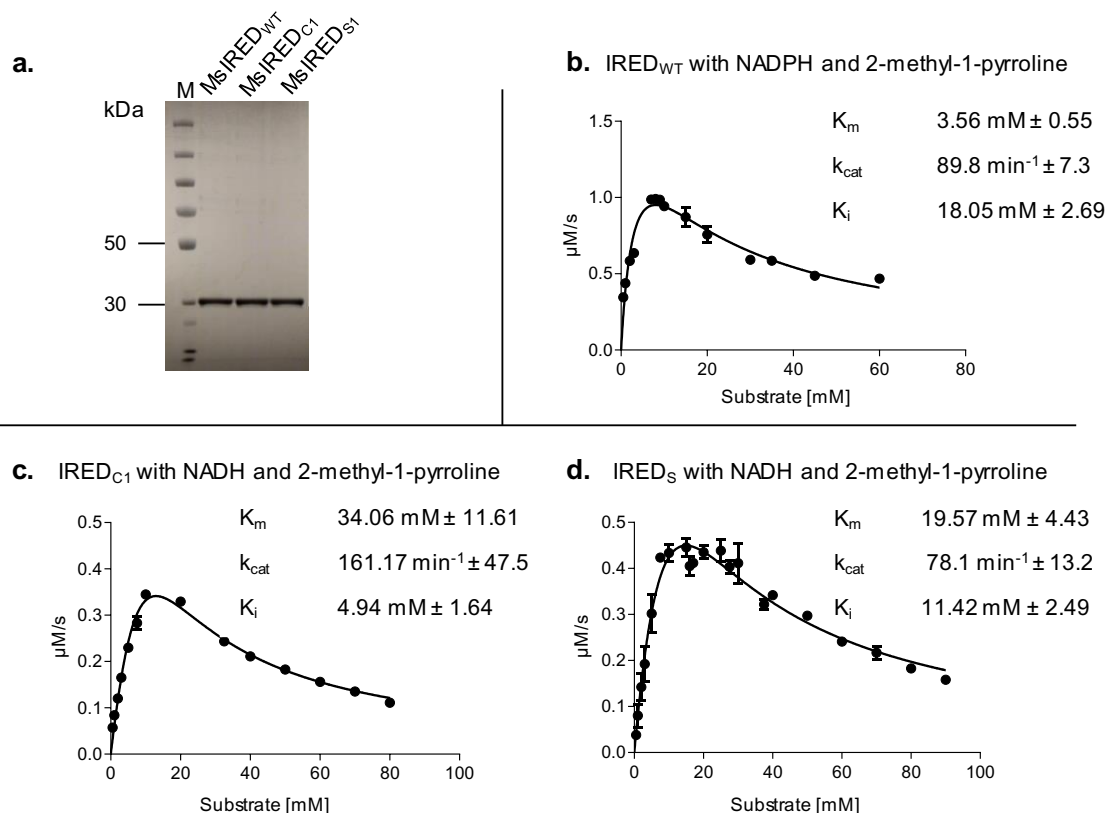 a.
MsIRED_WT
MsIRED_C1
MsIRED_S1
M
kDa
50
30
b. IRED_WT with NADPH and 2-methyl-1-pyrroline
K_m 3.56 mM ± 0.55
k_cat 89.8 min⁻¹ ± 7.3
K_i 18.05 mM ± 2.69
1.5
1.0
0.5
0.0
µM/s
0 20 40 60 80
Substrate [mM]
c. IRED_C1 with NADH and 2-methyl-1-pyrroline
K_m 34.06 mM ± 11.61
k_cat 161.17 min⁻¹ ± 47.5
K_i 4.94 mM ± 1.64
0.5
0.4
0.3
0.2
0.1
0.0
µM/s
0 20 40 60 80 100
Substrate [mM]
d. IRED_S with NADH and 2-methyl-1-pyrroline
K_m 19.57 mM ± 4.43
k_cat 78.1 min⁻¹ ± 13.2
K_i 11.42 mM ± 2.49
0.5
0.4
0.3
0.2
0.1
0.0
µM/s
0 20 40 60 80 100
Substrate [mM]